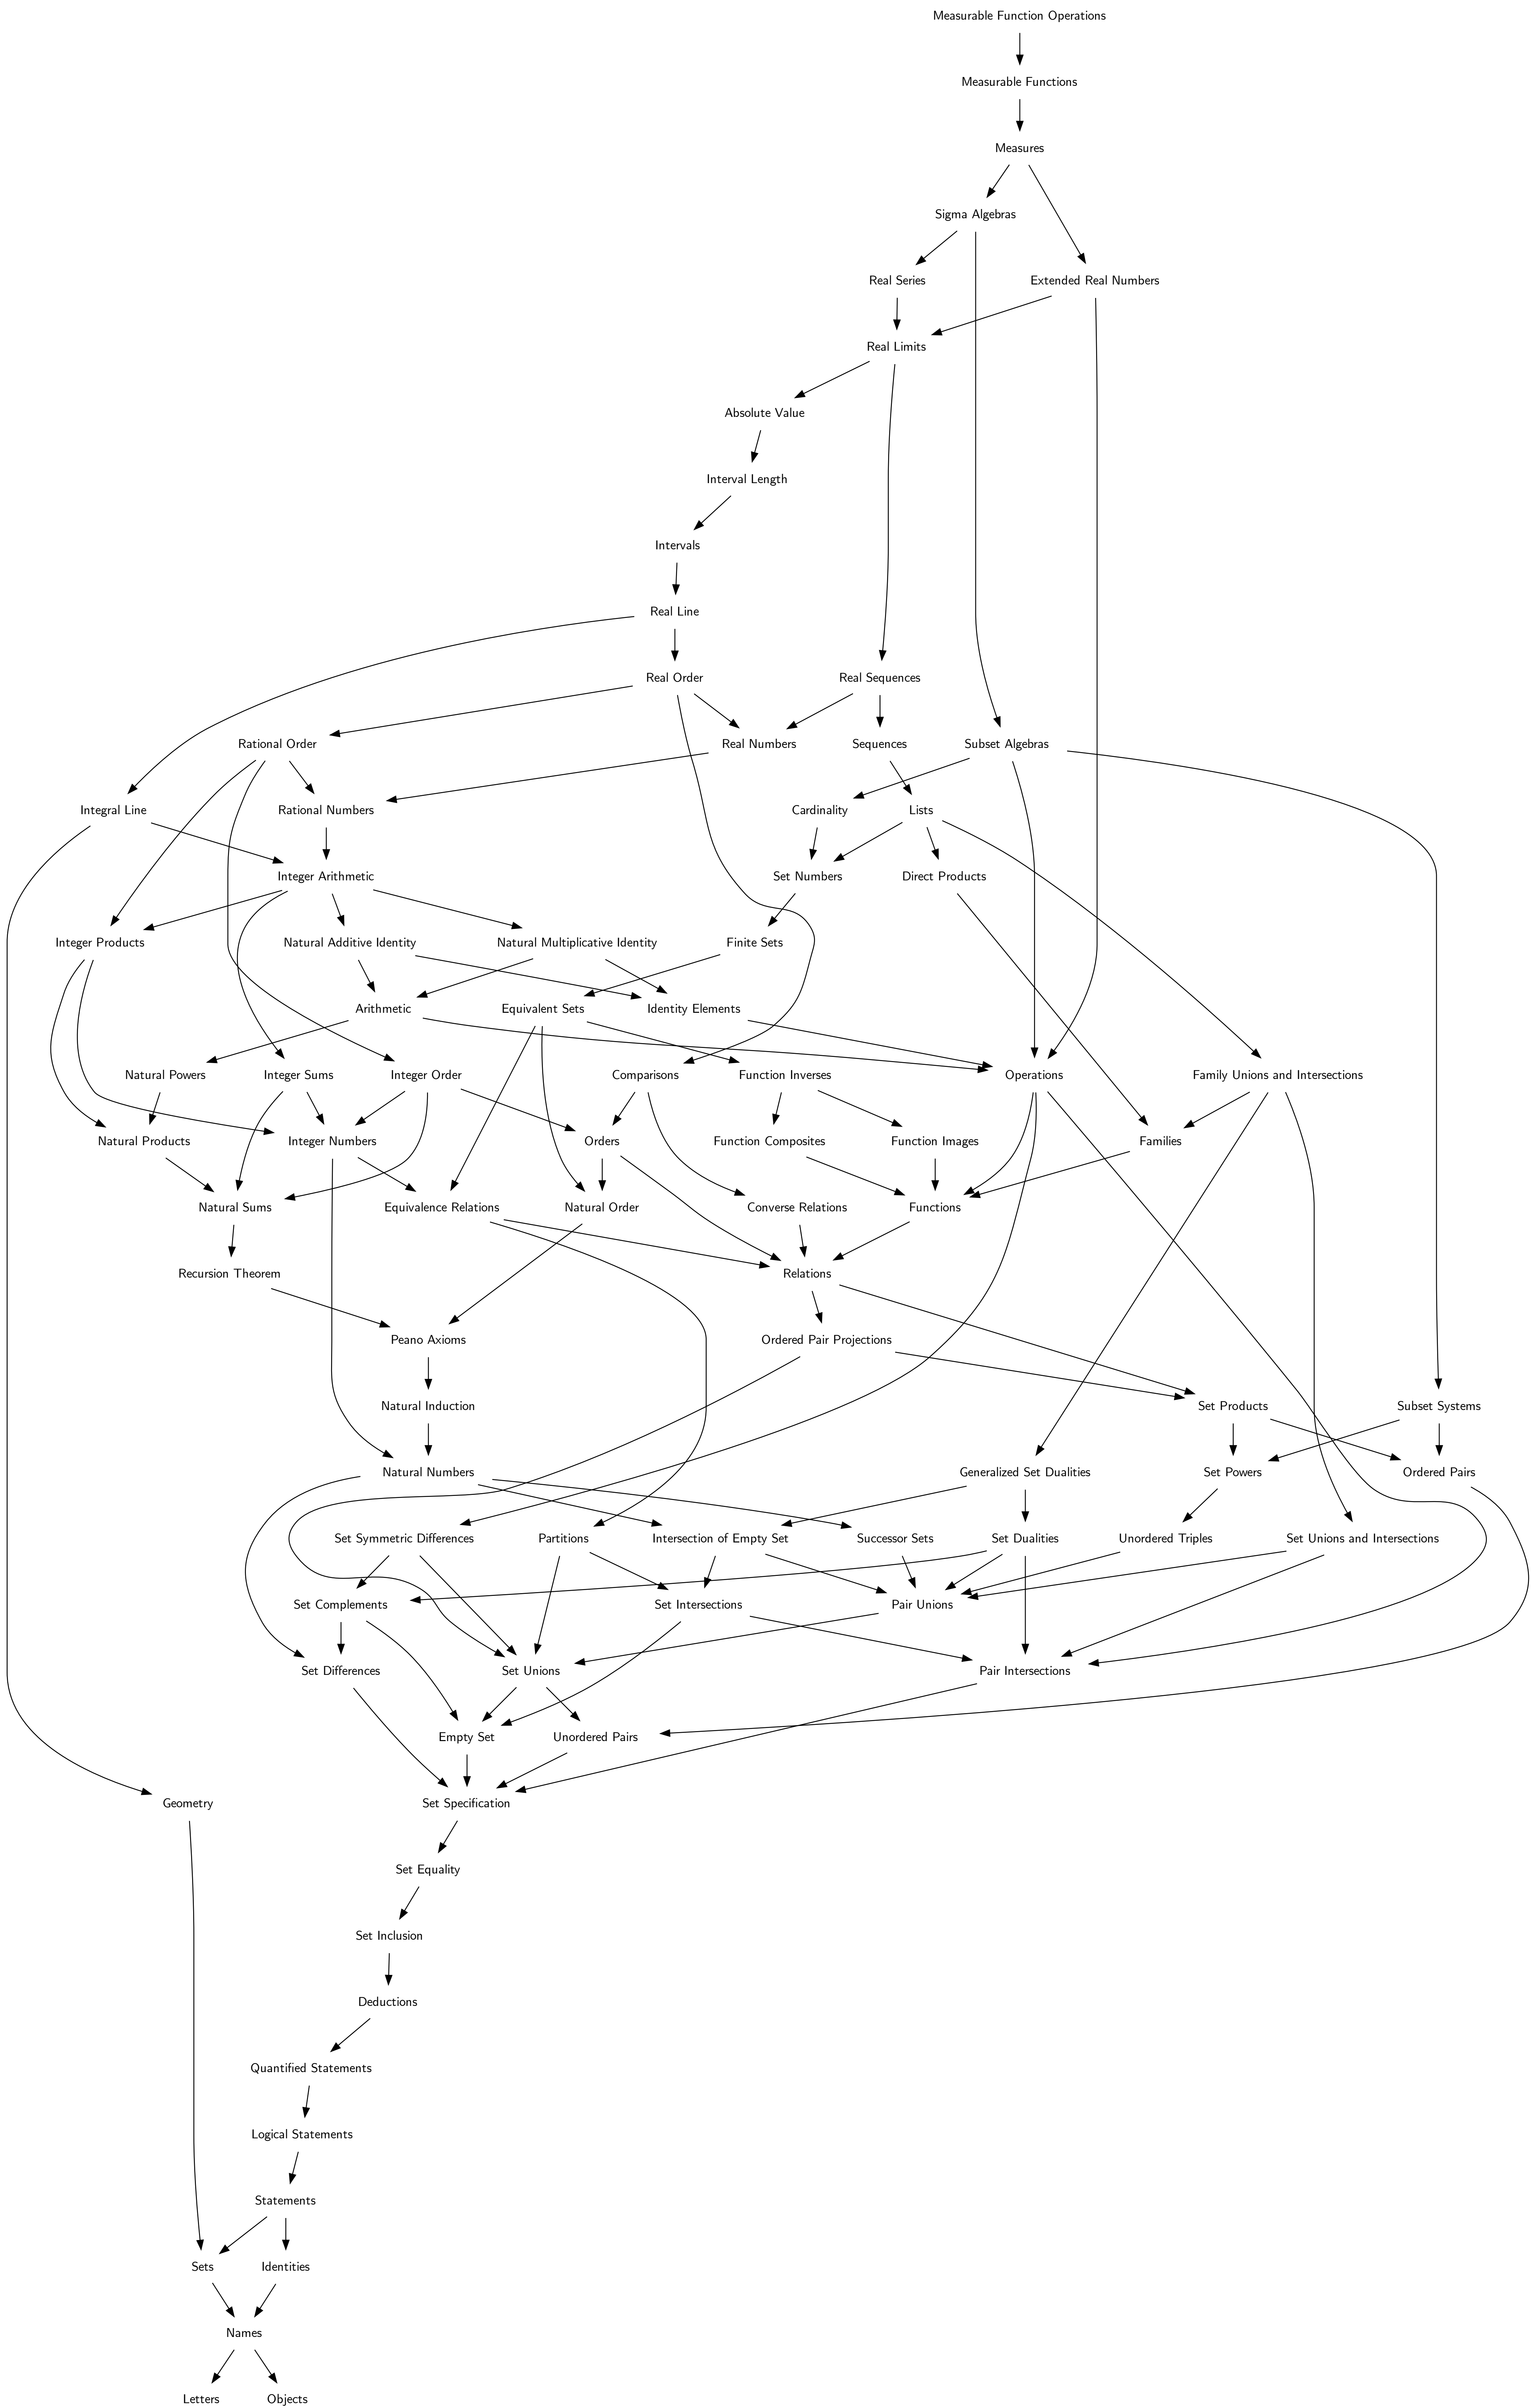 Measurable Function Operations
Measurable Functions
Measures
Sigma Algebras
Real Series
Extended Real Numbers
Real Limits
Absolute Value
Interval Length
Intervals
Real Line
Real Order
Real Sequences
Rational Order
Real Numbers
Sequences
Subset Algebras
Integral Line
Rational Numbers
Cardinality
Lists
Integer Arithmetic
Set Numbers
Direct Products
Integer Products
Natural Additive Identity
Natural Multiplicative Identity
Finite Sets
Arithmetic
Equivalent Sets
Identity Elements
Natural Powers
Integer Sums
Integer Order
Comparisons
Function Inverses
Operations
Family Unions and Intersections
Natural Products
Integer Numbers
Orders
Function Composites
Function Images
Families
Natural Sums
Equivalence Relations
Natural Order
Converse Relations
Functions
Recursion Theorem
Relations
Peano Axioms
Ordered Pair Projections
Natural Induction
Set Products
Subset Systems
Natural Numbers
Generalized Set Dualities
Set Powers
Ordered Pairs
Set Symmetric Differences
Partitions
Intersection of Empty Set
Successor Sets
Set Dualities
Unordered Triples
Set Unions and Intersections
Set Complements
Set Intersections
Pair Unions
Set Differences
Set Unions
Pair Intersections
Empty Set
Unordered Pairs
Geometry
Set Specification
Set Equality
Set Inclusion
Deductions
Quantified Statements
Logical Statements
Statements
Sets
Identities
Names
Letters
Objects